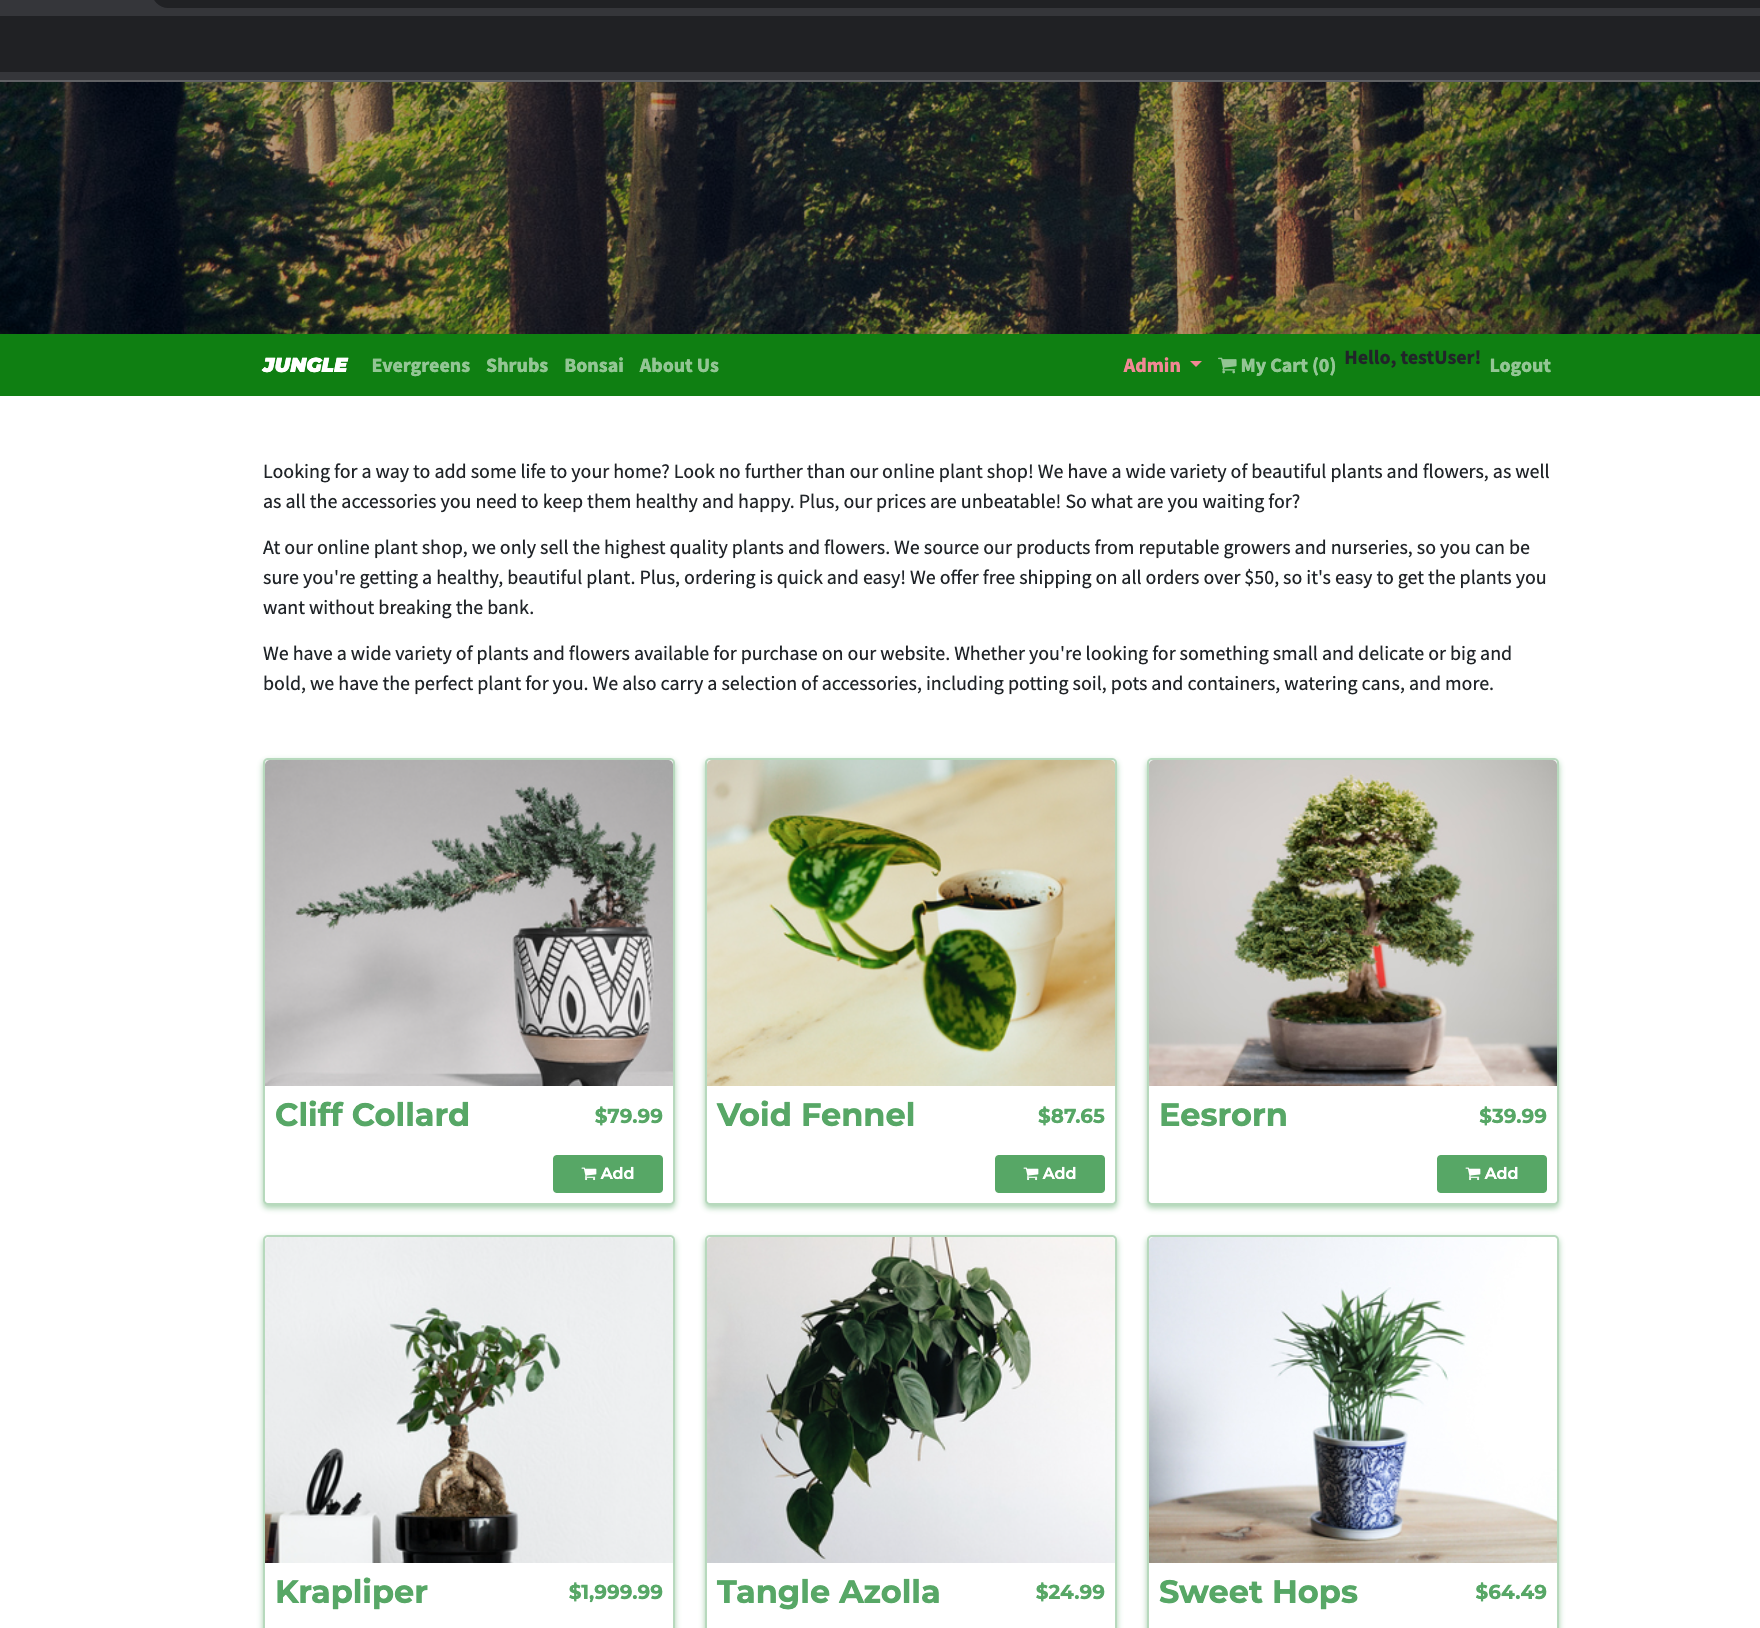 JUNGLE Evergreens Shrubs Bonsai About Us Admin My Cart (0) Hello, testUser! Logout
Looking for a way to add some life to your home? Look no further than our online plant shop! We have a wide variety of beautiful plants and flowers, as well
as all the accessories you need to keep them healthy and happy. Plus, our prices are unbeatable! So what are you waiting for?
At our online plant shop, we only sell the highest quality plants and flowers. We source our products from reputable growers and nurseries, so you can be
sure you're getting a healthy, beautiful plant. Plus, ordering is quick and easy! We offer free shipping on all orders over $50, so it's easy to get the plants you
want without breaking the bank.
We have a wide variety of plants and flowers available for purchase on our website. Whether you're looking for something small and delicate or big and
bold, we have the perfect plant for you. We also carry a selection of accessories, including potting soil, pots and containers, watering cans, and more.
Cliff Collard $79.99
Add
Void Fennel $87.65
Add
Eesrorn $39.99
Add
Krapliper $1,999.99
Tangle Azolla $24.99
Sweet Hops $64.49